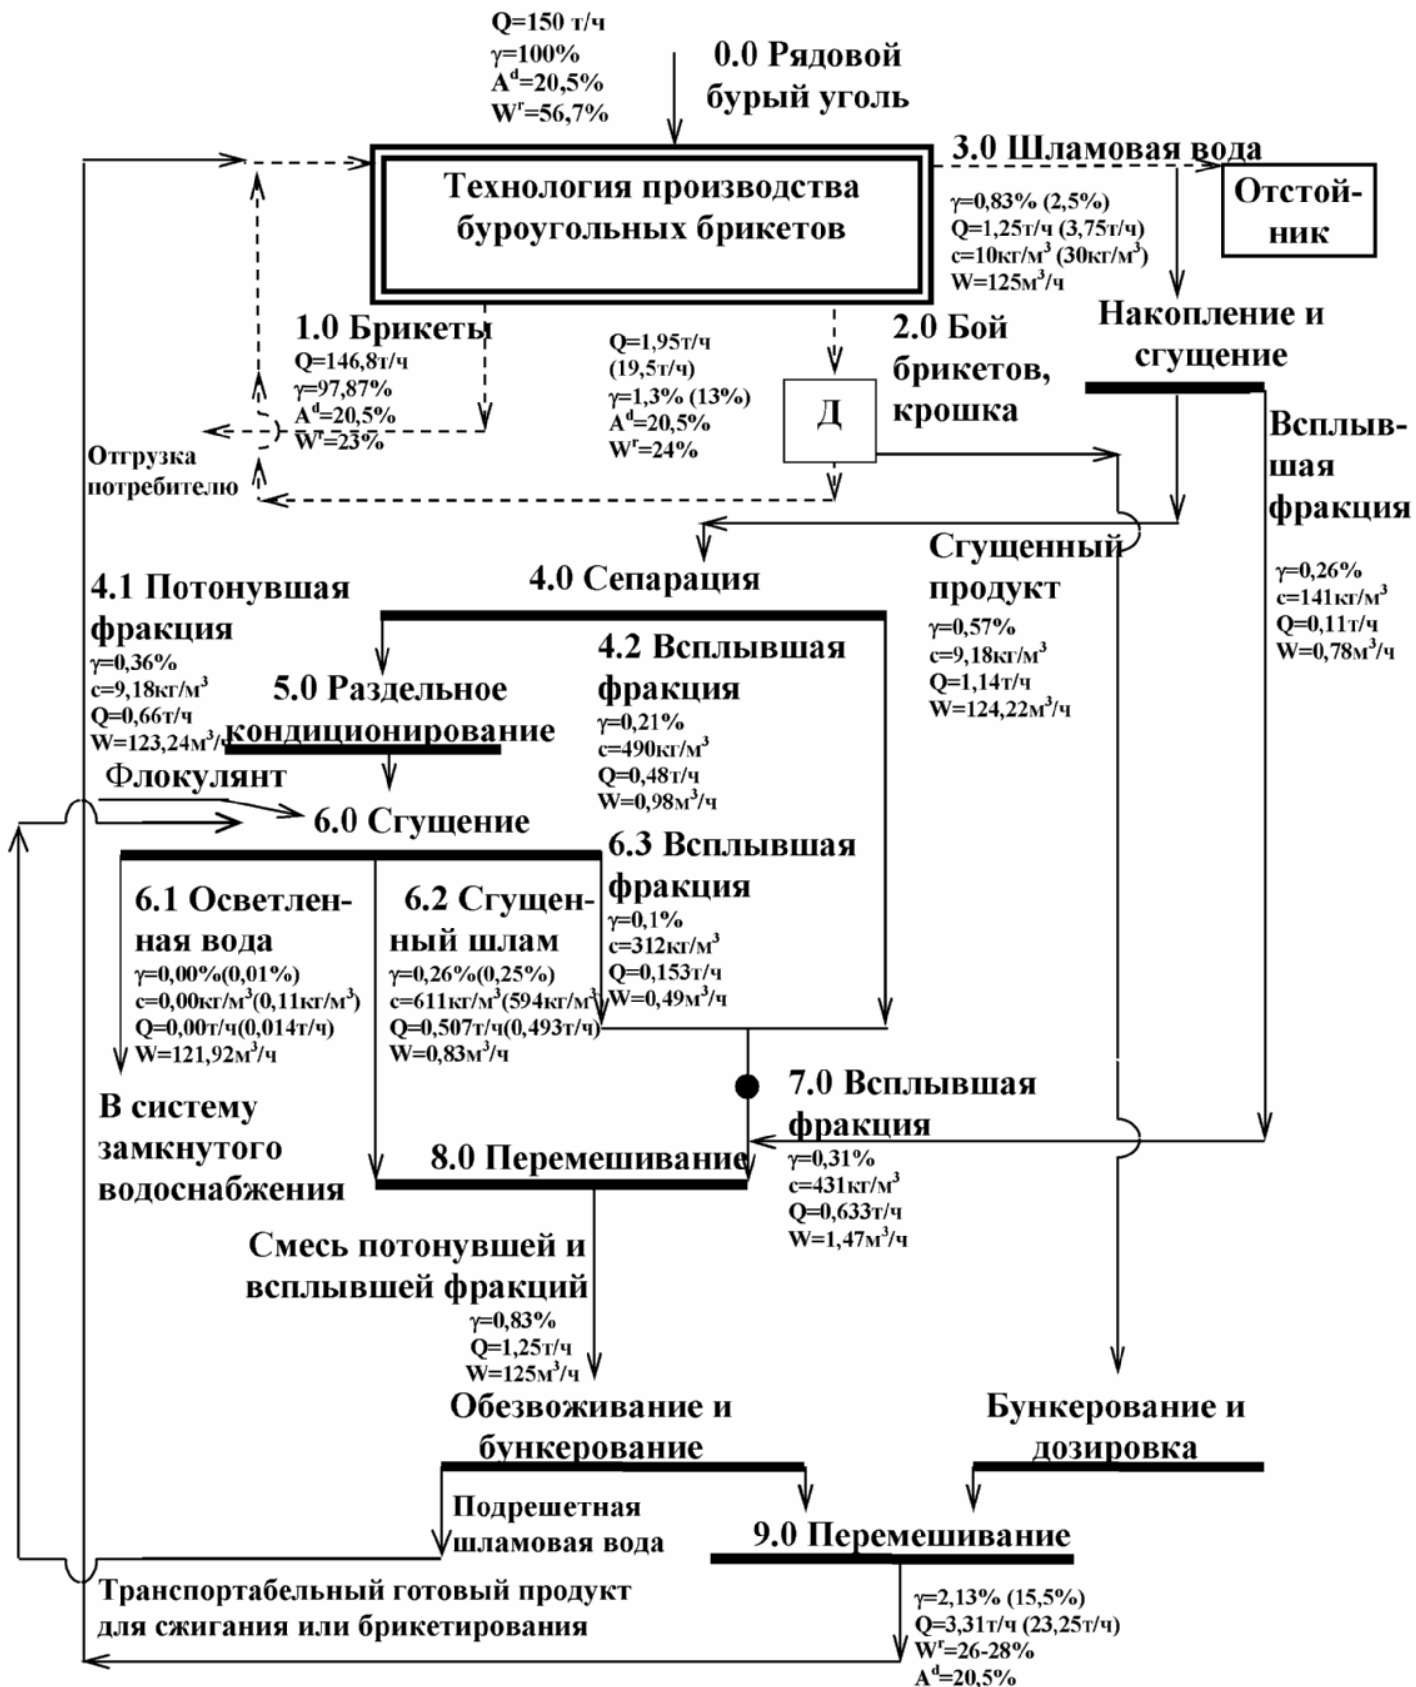 Q=150 т/ч
γ=100%
Aᵈ=20,5%
Wʳ=56,7%
0.0 Рядовой
бурый уголь
Технология производства
буроугольных брикетов
3.0 Шламовая вода
γ=0,83% (2,5%)
Q=1,25т/ч (3,75т/ч)
с=10кг/м³ (30кг/м³)
W=125м³/ч
Отстой-
ник
1.0 Брикеты
Q=146,8т/ч
γ=97,87%
Aᵈ=20,5%
Wʳ=23%
Отгрузка
потребителю
Q=1,95т/ч
(19,5т/ч)
γ=1,3% (13%)
Aᵈ=20,5%
Wʳ=24%
Д
2.0 Бой
брикетов,
крошка
Накопление и
сгущение
Всплыв-
шая
фракция
γ=0,26%
с=141кг/м³
Q=0,11т/ч
W=0,78м³/ч
Сгущенный
продукт
γ=0,57%
с=9,18кг/м³
Q=1,14т/ч
W=124,22м³/ч
4.0 Сепарация
4.1 Потонувшая
фракция
γ=0,36%
с=9,18кг/м³
Q=0,66т/ч
W=123,24м³/ч
4.2 Всплывшая
фракция
γ=0,21%
с=490кг/м³
Q=0,48т/ч
W=0,98м³/ч
5.0 Раздельное
кондиционирование
Флокулянт
6.0 Сгущение
6.1 Осветлен-
ная вода
γ=0,00%(0,01%)
с=0,00кг/м³(0,11кг/м³)
Q=0,00т/ч(0,014т/ч)
W=121,92м³/ч
В систему
замкнутого
водоснабжения
6.2 Сгущен-
ный шлам
γ=0,26%(0,25%)
с=611кг/м³(594кг/м³
Q=0,507т/ч(0,493т/ч)
W=0,83м³/ч
6.3 Всплывшая
фракция
γ=0,1%
с=312кг/м³
Q=0,153т/ч
W=0,49м³/ч
7.0 Всплывшая
фракция
γ=0,31%
с=431кг/м³
Q=0,633т/ч
W=1,47м³/ч
8.0 Перемешивание
Смесь потонувшей и
всплывшей фракций
γ=0,83%
Q=1,25т/ч
W=125м³/ч
Обезвоживание и
бункерование
Бункерование и
дозировка
Подрешетная
шламовая вода
9.0 Перемешивание
Транспортабельный готовый продукт
для сжигания или брикетирования
γ=2,13% (15,5%)
Q=3,31т/ч (23,25т/ч)
Wʳ=26-28%
Aᵈ=20,5%